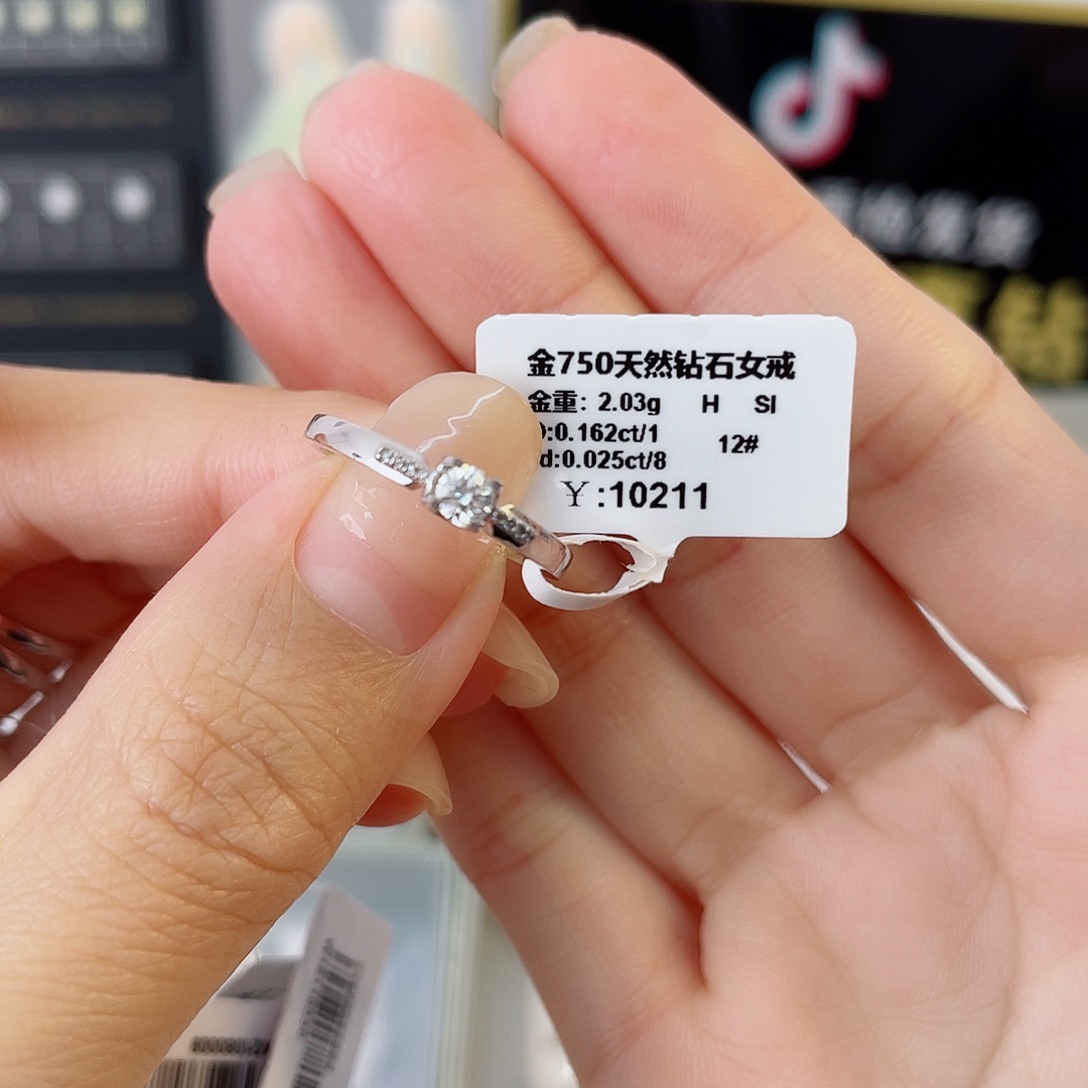 金750天然钻石女戒
金重: 2.03g H SI
:0.162ct/1 12#
d:0.025ct/8
￥:10211